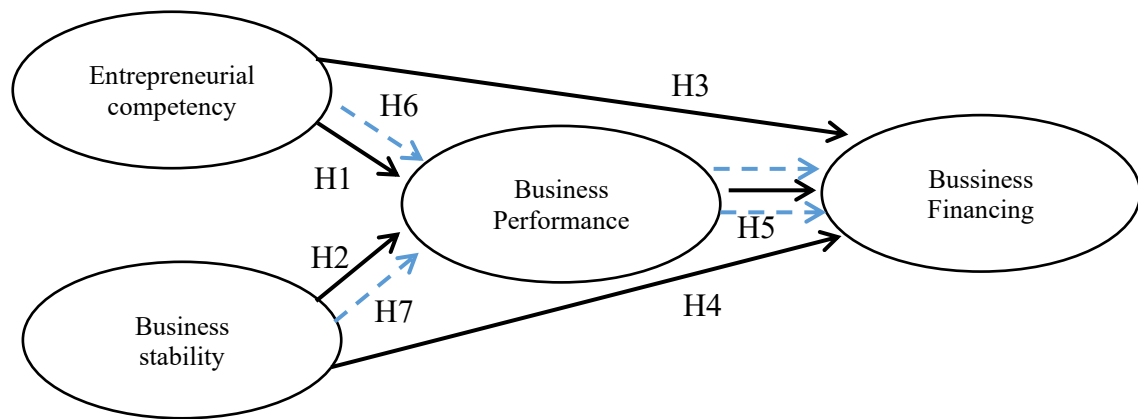 Entrepreneurial
competency
H6
H3
H1
Business
Performance
Bussiness
Financing
H5
H2
H7
H4
Business
stability